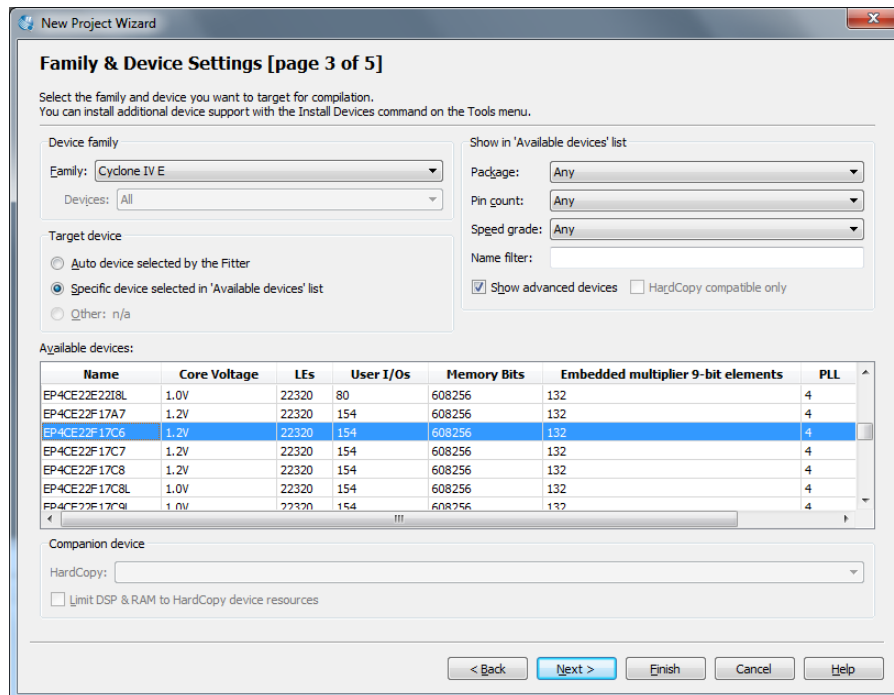 New Project Wizard
Family & Device Settings [page 3 of 5]
Select the family and device you want to target for compilation.
You can install additional device support with the Install Devices command on the Tools menu.
Device family
Family: Cyclone IV E
Devices: All
Target device
Auto device selected by the Fitter
Specific device selected in 'Available devices' list
Other: n/a
Show in 'Available devices' list
Package: Any
Pin count: Any
Speed grade: Any
Name filter:
Show advanced devices HardCopy compatible only
Available devices:
Name Core Voltage LEs User I/Os Memory Bits Embedded multiplier 9-bit elements PLL
EP4CE22E22I8L 1.0V 22320 80 608256 132 4
EP4CE22F17A7 1.2V 22320 154 608256 132 4
EP4CE22F17C6 1.2V 22320 154 608256 132 4
EP4CE22F17C7 1.2V 22320 154 608256 132 4
EP4CE22F17C8 1.2V 22320 154 608256 132 4
EP4CE22F17C8L 1.0V 22320 154 608256 132 4
EP4CE22F17C9L 1.0V 22320 154 608256 132 4
Companion device
HardCopy:
Limit DSP & RAM to HardCopy device resources
< Back Next > Finish Cancel Help